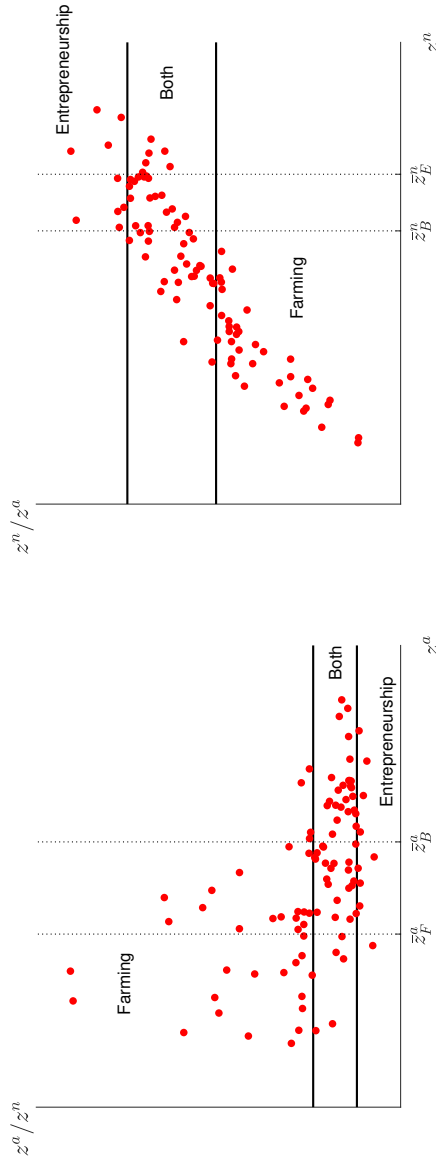 z^a/z^n
Farming
Both
Entrepreneurship
z̄^a_F
z̄^a_B
z^a
z^n/z^a
Entrepreneurship
Both
Farming
z̄^n_B
z̄^n_E
z^n